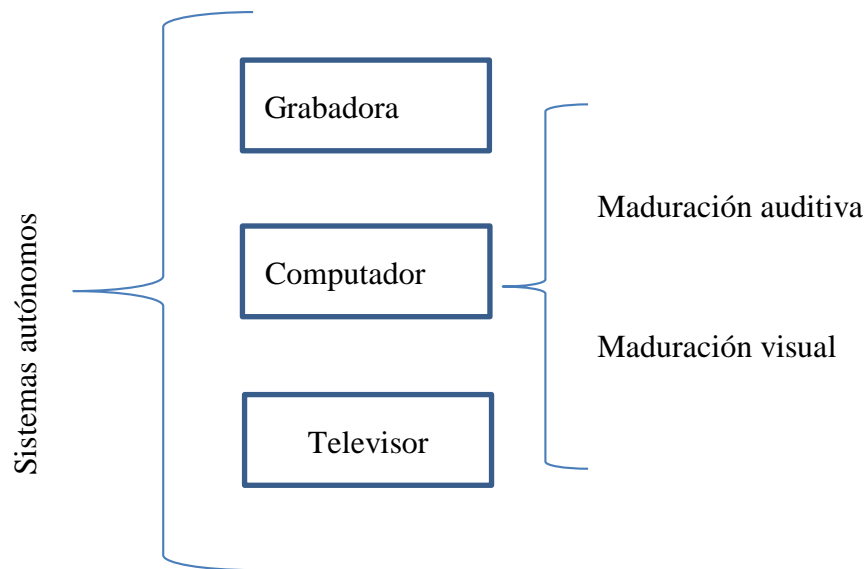 Sistemas autónomos
Grabadora
Computador
Televisor
Maduración auditiva
Maduración visual